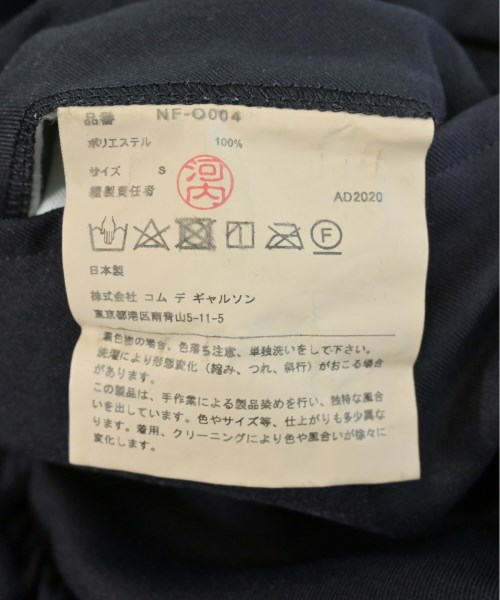 品番 NF-O004
ポリエステル 100%
サイズ S
縫製責任者 河内 AD2020
F
日本製
株式会社 コム デ ギャルソン
東京都港区南青山5-11-5
濃色物の場合、色落ち注意、単独洗いをして下さい。
洗濯により形態変化（縮み、つれ、斜行）がおこる場合
があります。
この製品は、手作業による製品染めを行い、独特な風合
いを出しています。色やサイズ等、仕上がりも多少異な
ります。着用、クリーニングにより色や風合いが徐々に
変化します。